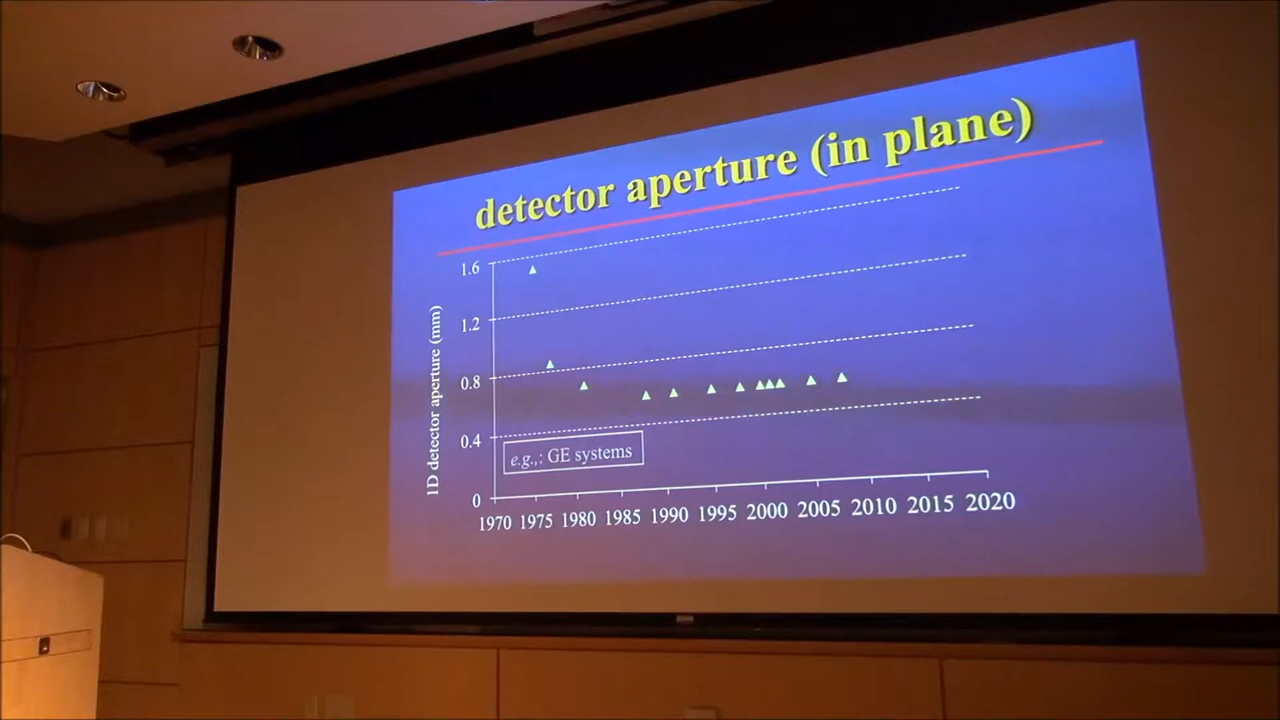 detector aperture (in plane)
1.6
1.2
0.8
0.4
0
1D detector aperture (mm)
e.g.,: GE systems
1970 1975 1980 1985 1990 1995 2000 2005 2010 2015 2020